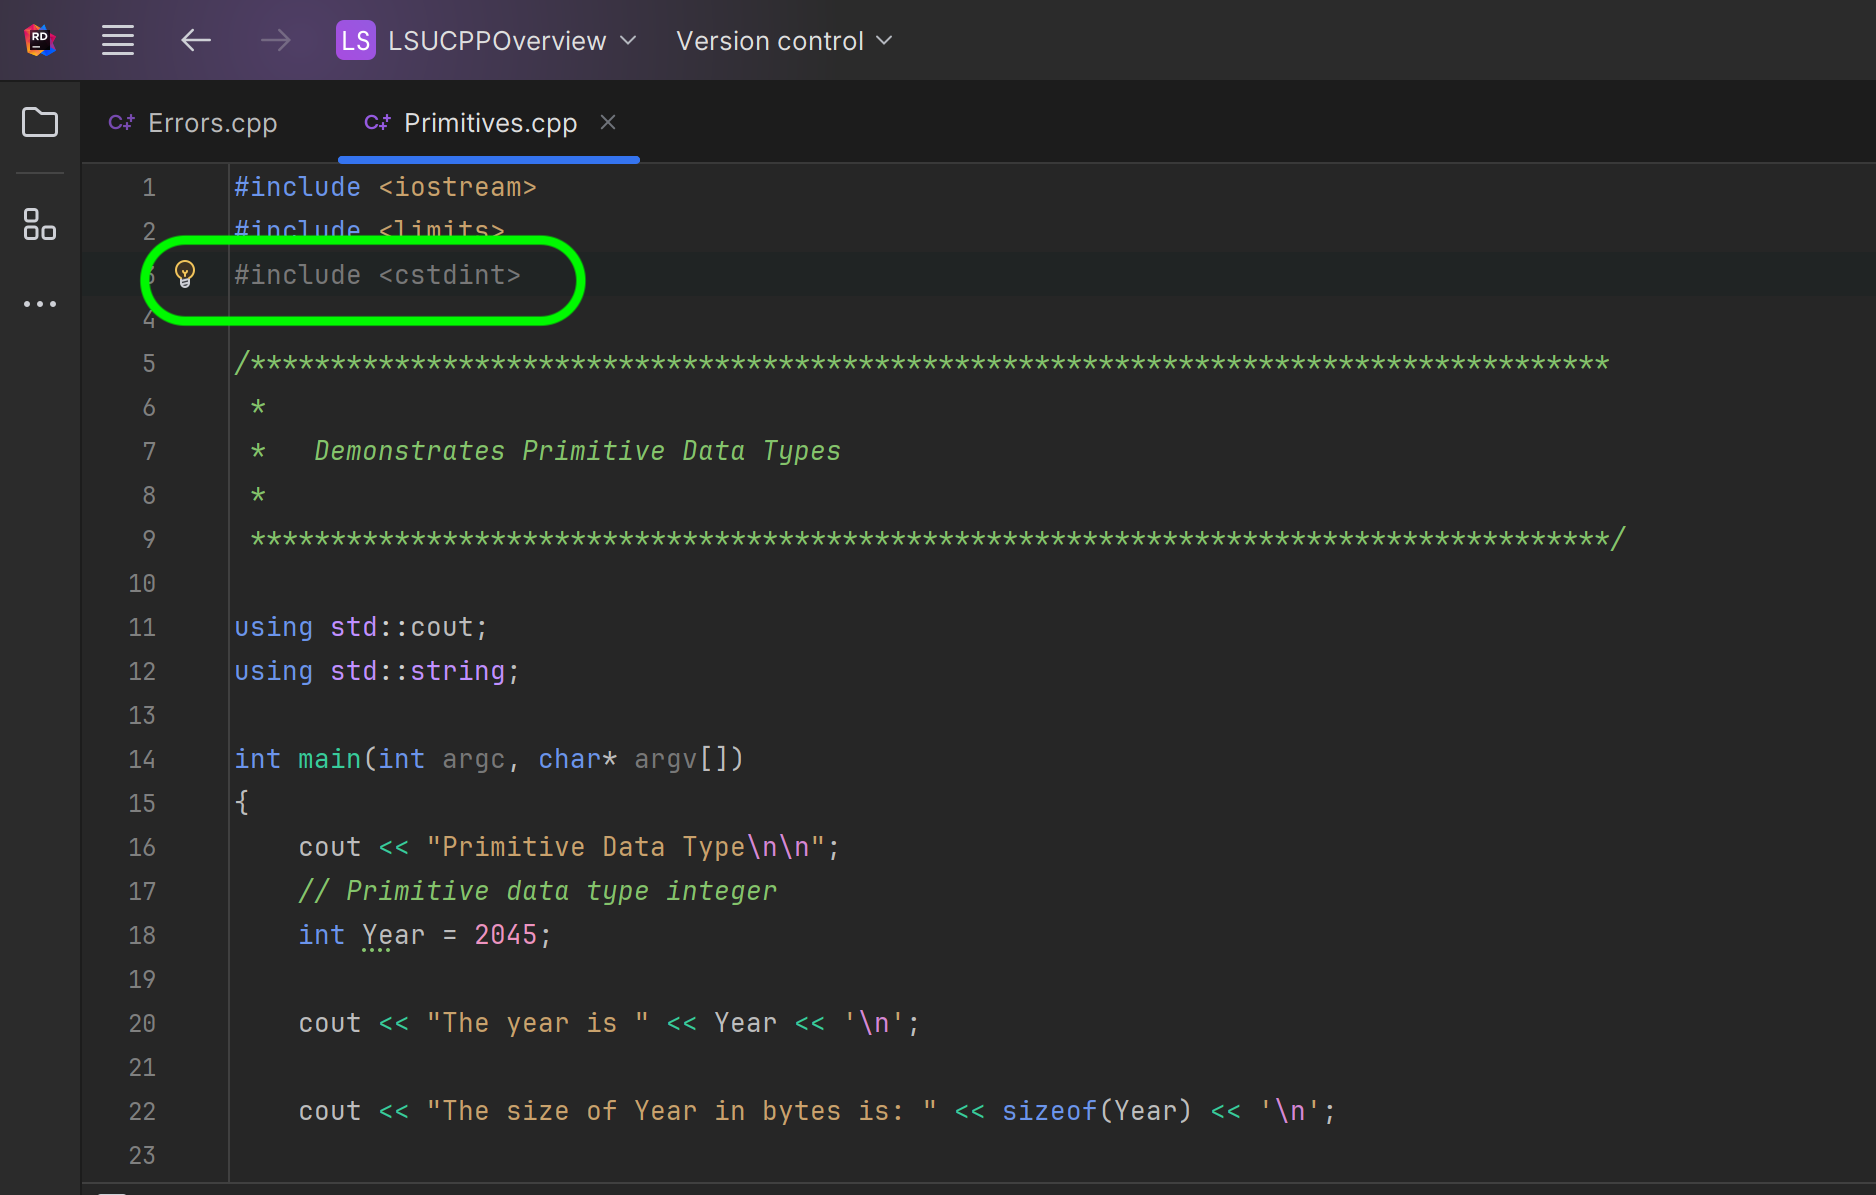 RD
LS LSUCPPOverview Version control
C++ Errors.cpp C++ Primitives.cpp
1 #include <iostream>
2 #include <limits>
3 #include <cstdint>
4
5 /*************************************************************************************
6 *
7 * Demonstrates Primitive Data Types
8 *
9 *************************************************************************************/
10
11 using std::cout;
12 using std::string;
13
14 int main(int argc, char* argv[])
15 {
16 cout << "Primitive Data Type\n\n";
17 // Primitive data type integer
18 int Year = 2045;
19
20 cout << "The year is " << Year << '\n';
21
22 cout << "The size of Year in bytes is: " << sizeof(Year) << '\n';
23